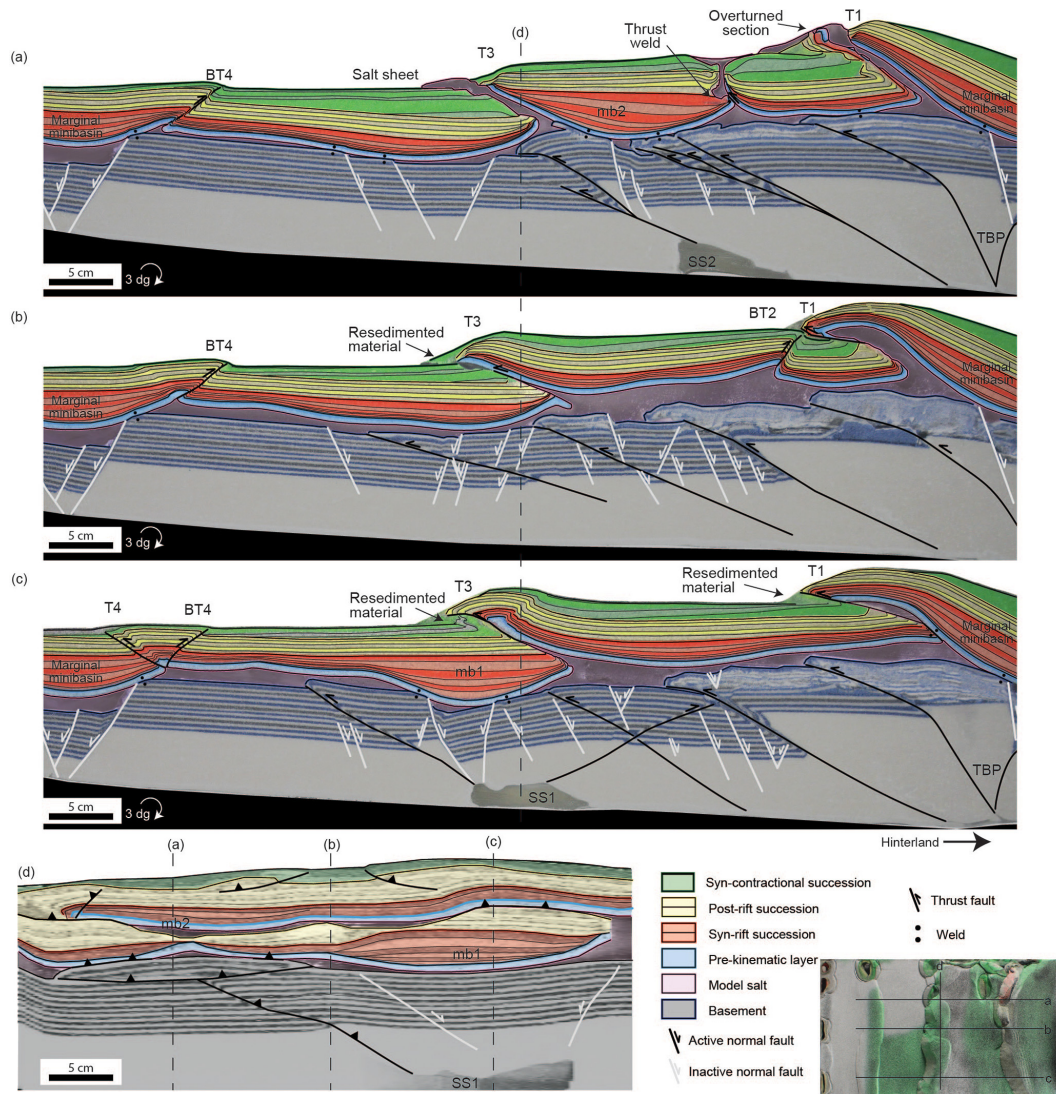 (a)
BT4
Salt sheet
T3
(d)
Thrust
weld
Overturned
section
T1
Marginal
minibasin
mb2
Marginal
minibasin
TBP
SS2
5 cm
3 dg
(b)
BT4
Resedimented
material
T3
BT2
T1
Marginal
minibasin
Marginal
minibasin
5 cm
3 dg
(c)
T4
BT4
Resedimented
material
T3
Resedimented
material
T1
Marginal
minibasin
mb1
Marginal
minibasin
TBP
SS1
5 cm
3 dg
Hinterland
(d)
(a)
(b)
(c)
mb2
mb1
SS1
5 cm
Syn-contractional succession
Post-rift succession
Syn-rift succession
Pre-kinematic layer
Model salt
Basement
Active normal fault
Inactive normal fault
Thrust fault
Weld
d
a
b
c